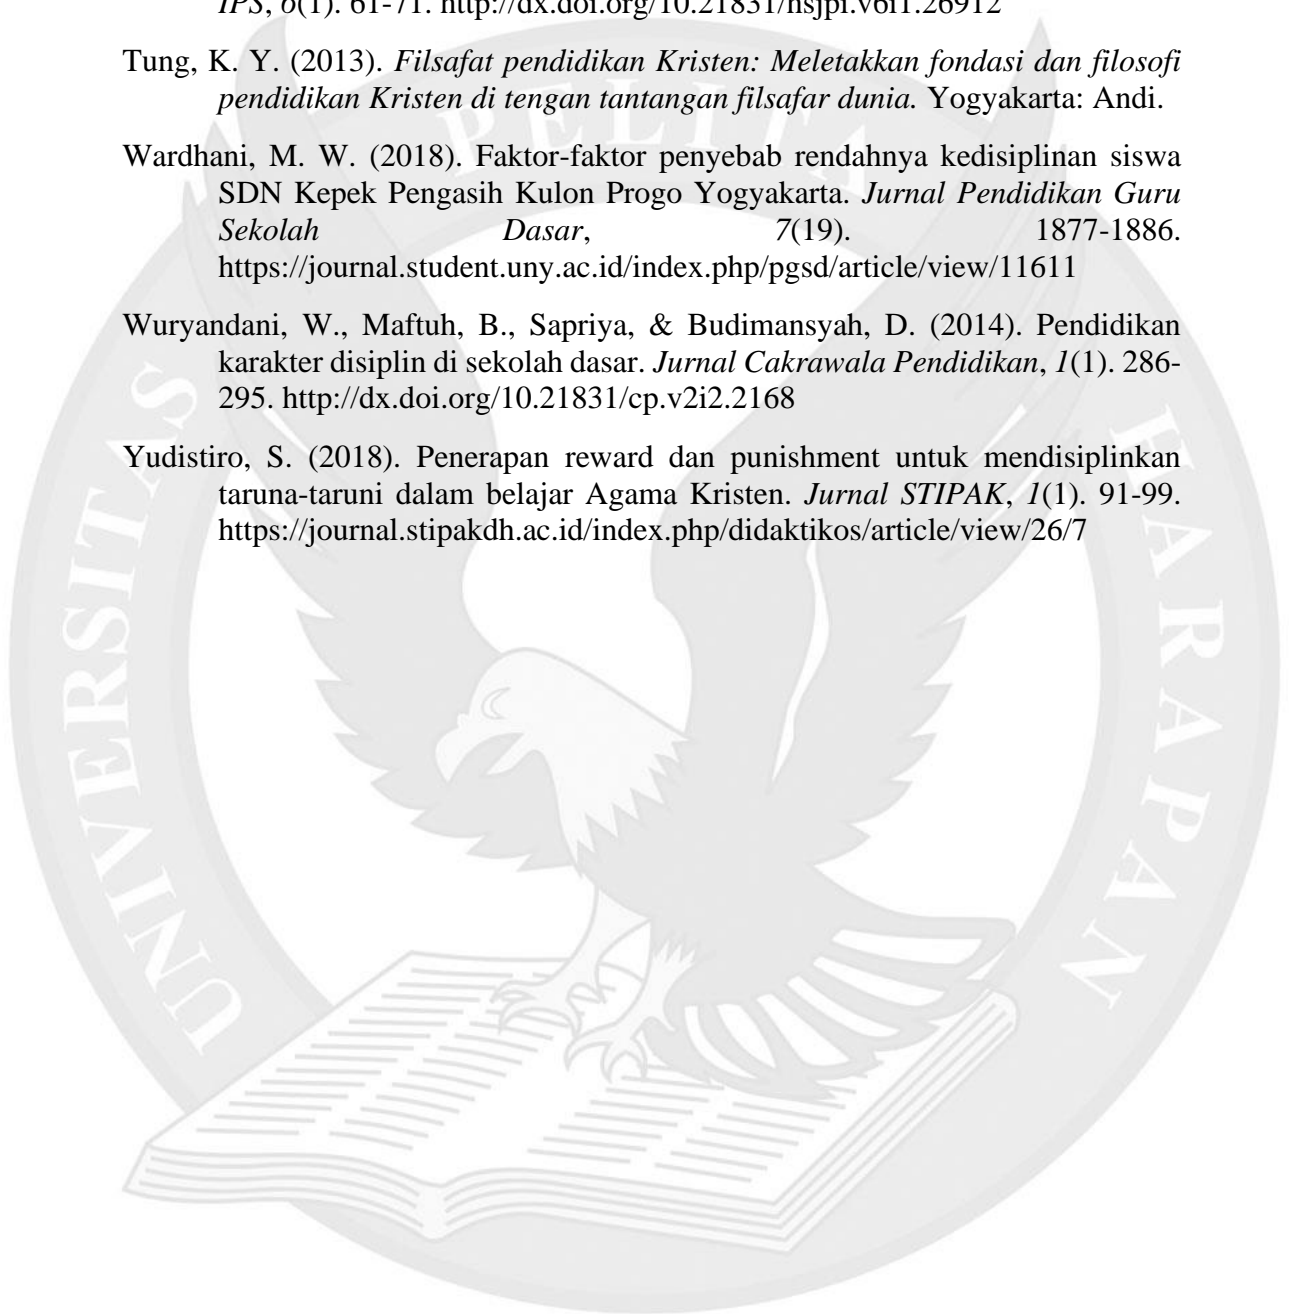 IPS, 6(1). 61-71. http://dx.doi.org/10.21831/hsjpi.v6i1.26912
Tung, K. Y. (2013). Filsafat pendidikan Kristen: Meletakkan fondasi dan filosofi
pendidikan Kristen di tengan tantangan filsafar dunia. Yogyakarta: Andi.
Wardhani, M. W. (2018). Faktor-faktor penyebab rendahnya kedisiplinan siswa
SDN Kepek Pengasih Kulon Progo Yogyakarta. Jurnal Pendidikan Guru
Sekolah Dasar, 7(19). 1877-1886.
https://journal.student.uny.ac.id/index.php/pgsd/article/view/11611
Wuryandani, W., Maftuh, B., Sapriya, & Budimansyah, D. (2014). Pendidikan
karakter disiplin di sekolah dasar. Jurnal Cakrawala Pendidikan, 1(1). 286-
295. http://dx.doi.org/10.21831/cp.v2i2.2168
Yudistiro, S. (2018). Penerapan reward dan punishment untuk mendisiplinkan
taruna-taruni dalam belajar Agama Kristen. Jurnal STIPAK, 1(1). 91-99.
https://journal.stipakdh.ac.id/index.php/didaktikos/article/view/26/7
UNIVERSITAS PELITA HARAPAN